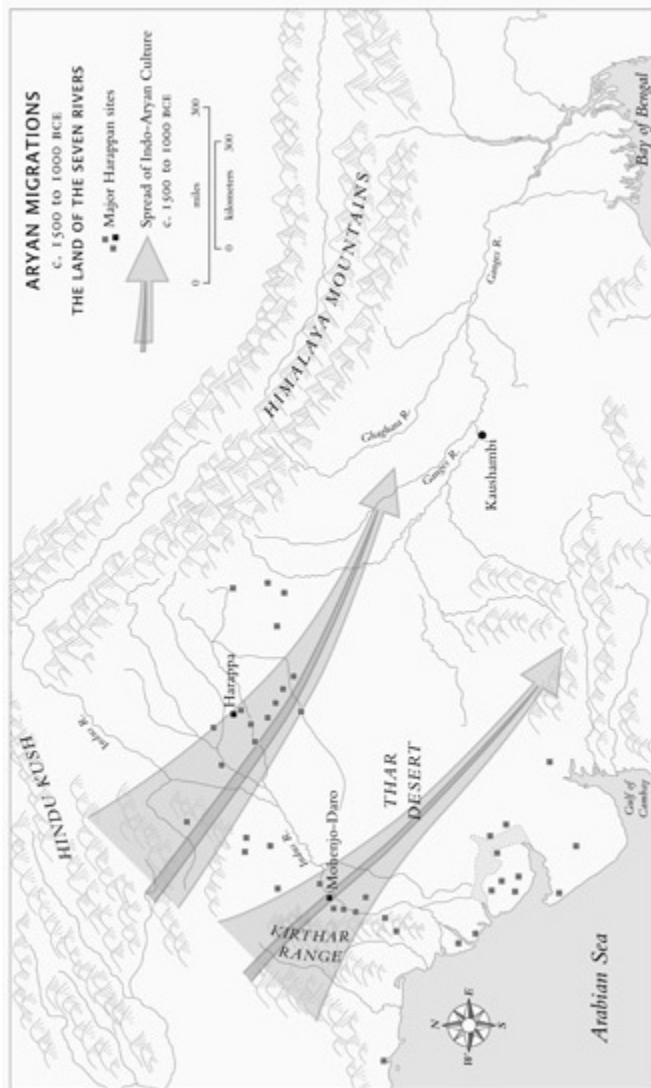 ARYAN MIGRATIONS
c. 1500 to 1000 BCE
THE LAND OF THE SEVEN RIVERS
Major Harappan sites
Spread of Indo-Aryan Culture
c. 1500 to 1000 BCE
0 miles 300
0 kilometers 300
HINDU KUSH
Indus R.
HIMALAYA MOUNTAINS
Harappa
Ghaghara R.
Ganges R.
Ganges R.
Kaushambi
Indus R.
Mohenjo-Daro
KIRTHAR
RANGE
THAR
DESERT
Gulf of
Cambay
Bay of Bengal
Arabian Sea
N
E
S
W